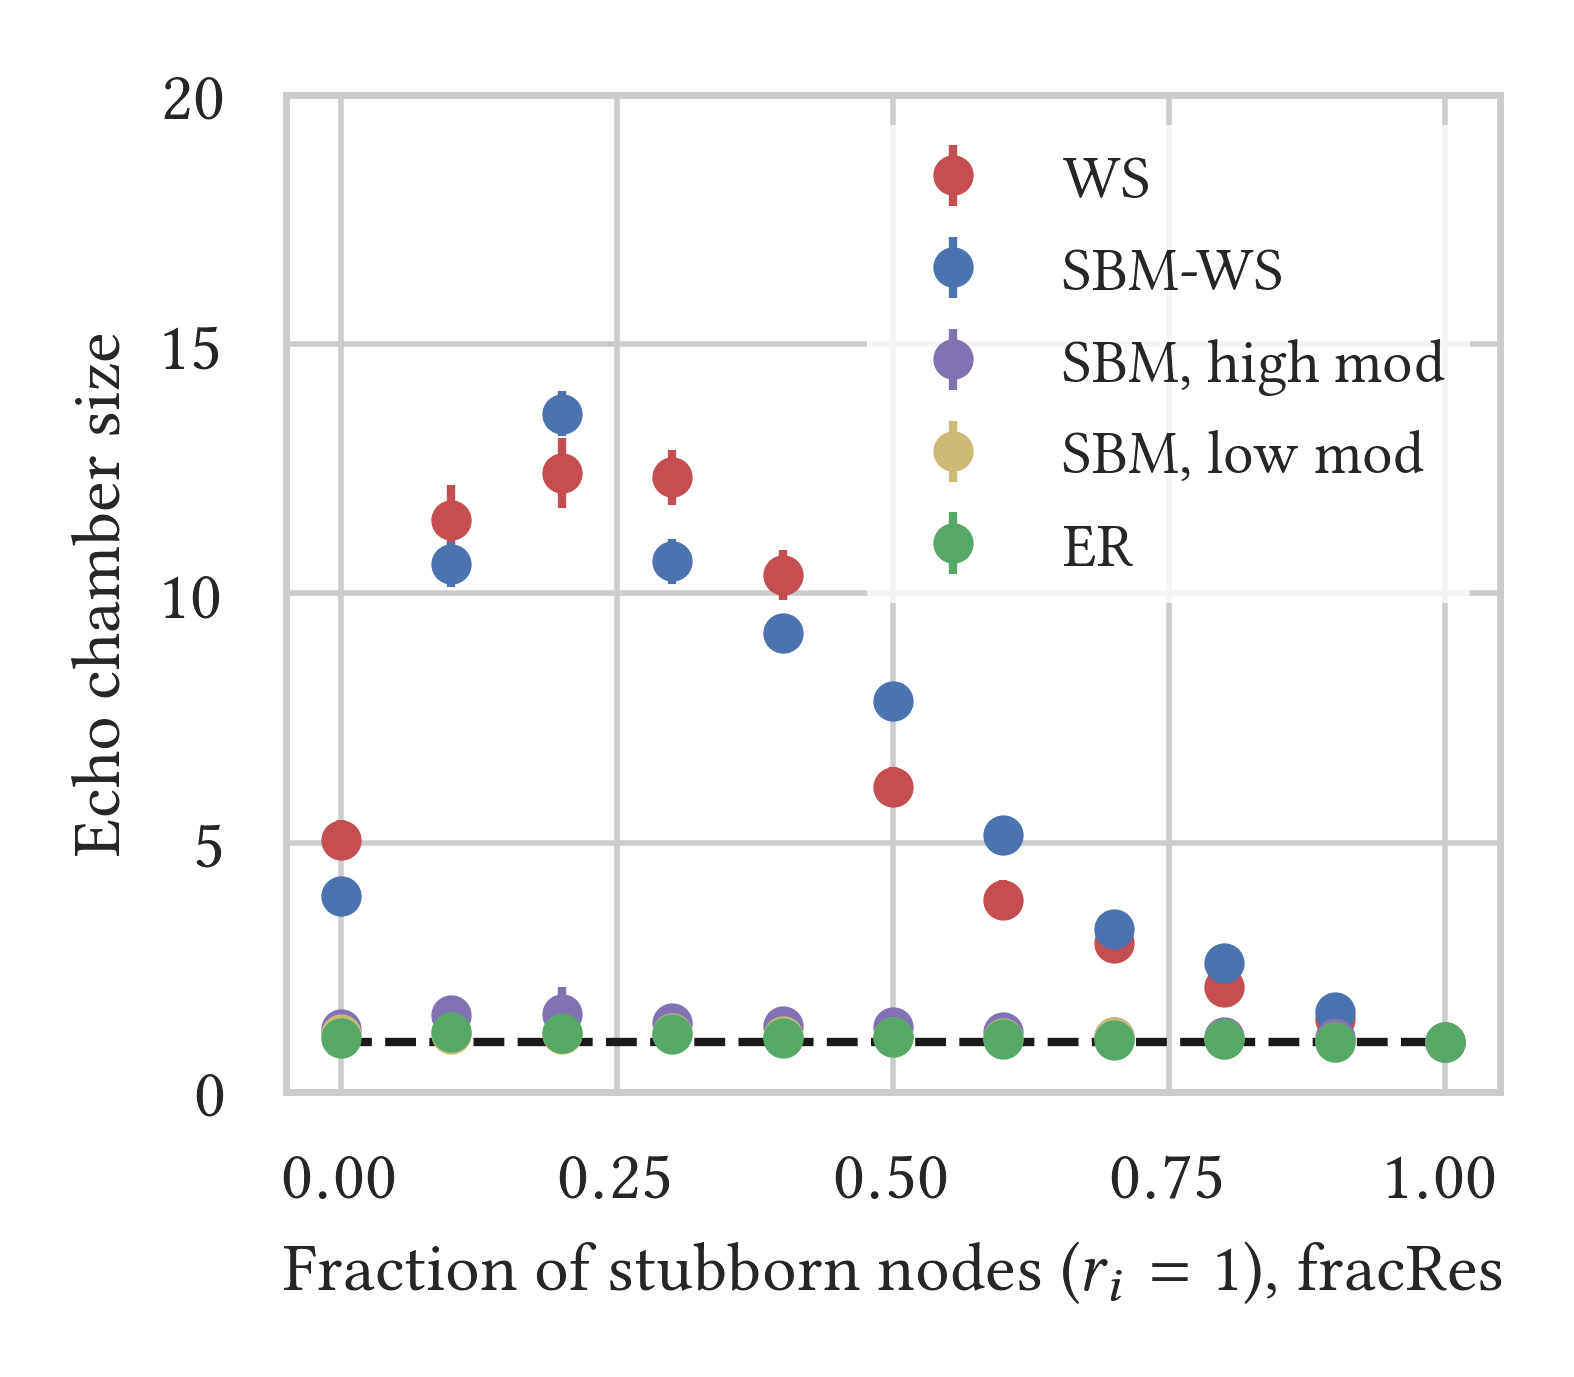 20
15
10
5
0
Echo chamber size
WS
SBM-WS
SBM, high mod
SBM, low mod
ER
0.00 0.25 0.50 0.75 1.00
Fraction of stubborn nodes (rᵢ = 1), fracRes